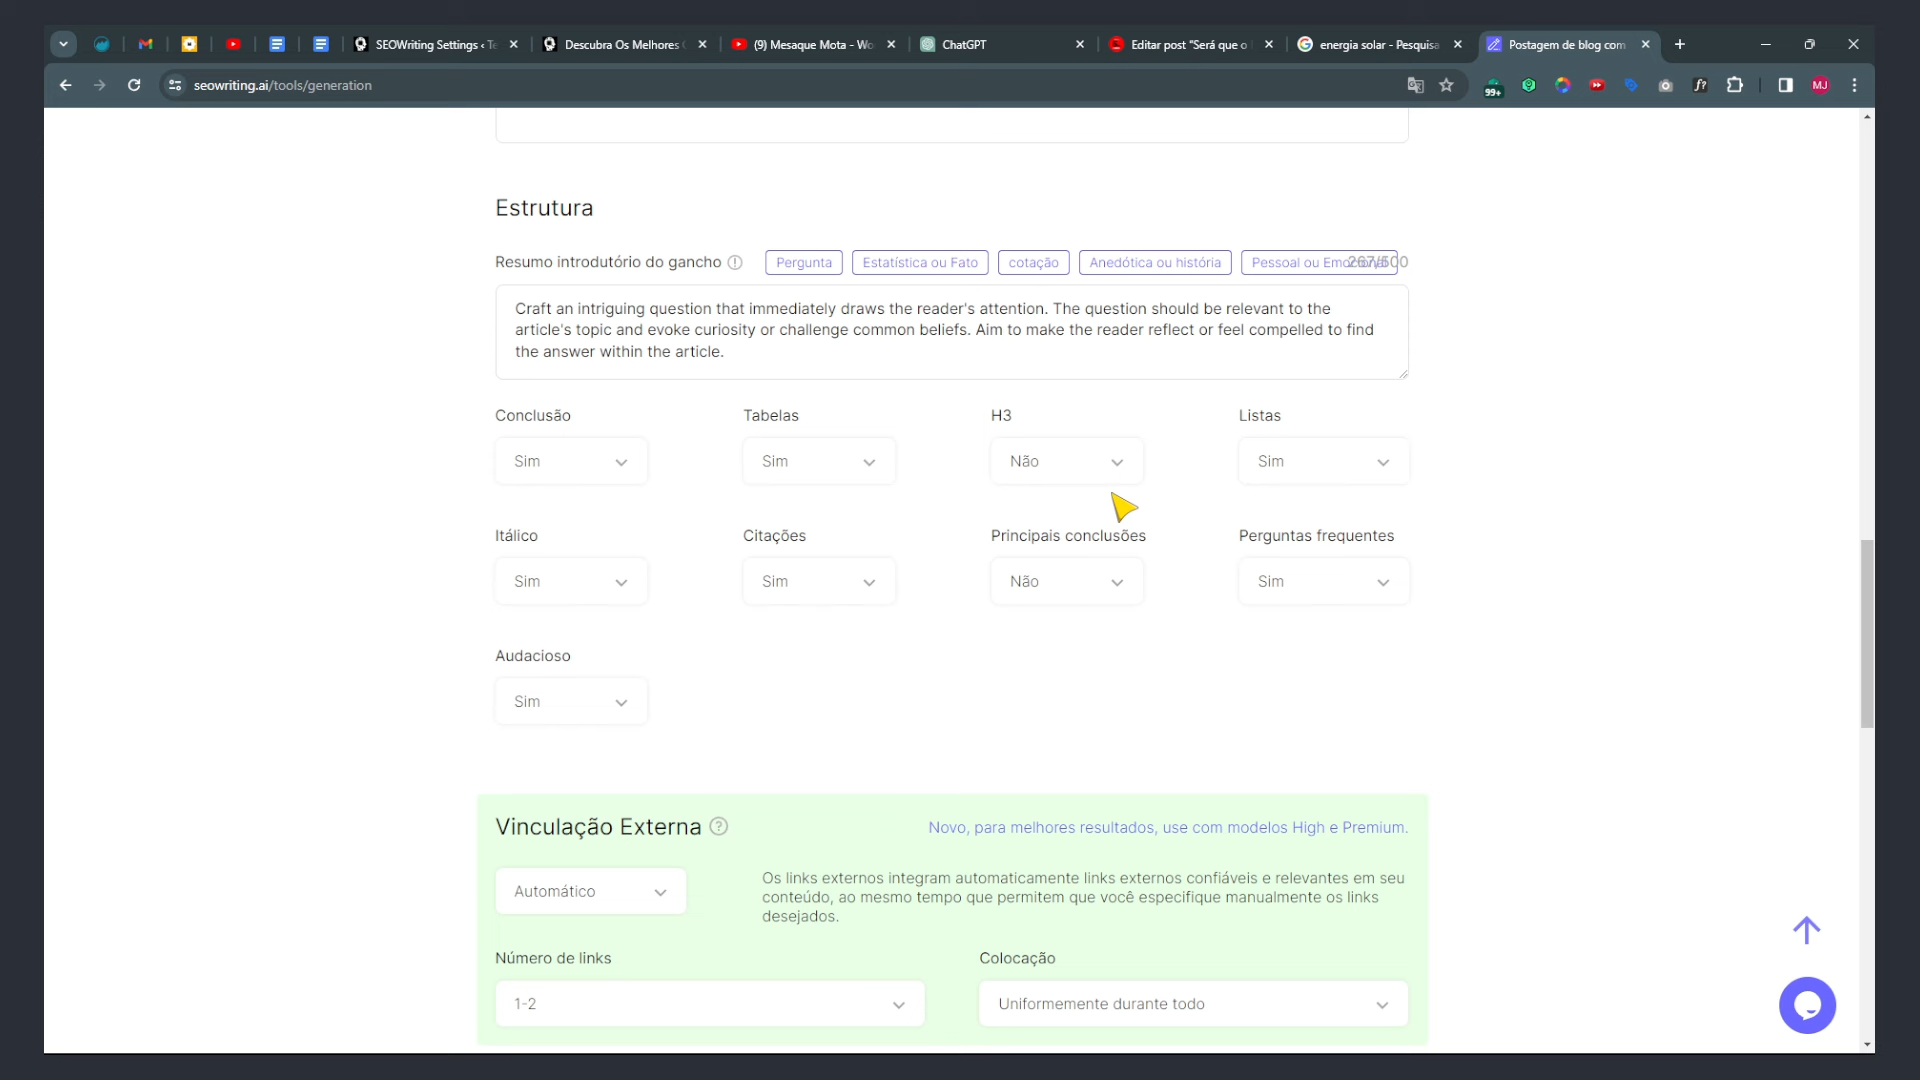 SEOWriting Settings ‹ Te
Descubra Os Melhores
(9) Mesaque Mota - Wo
ChatGPT
Editar post "Será que o
energia solar - Pesquisa
Postagem de blog com
seowriting.ai/tools/generation
99+
f?
MJ
Estrutura
Resumo introdutório do gancho
Pergunta
Estatística ou Fato
cotação
Anedótica ou história
Pessoal ou Emocional
267/500
Craft an intriguing question that immediately draws the reader's attention. The question should be relevant to the
article's topic and evoke curiosity or challenge common beliefs. Aim to make the reader reflect or feel compelled to find
the answer within the article.
Conclusão Tabelas H3 Listas
Sim Sim Não Sim
Itálico Citações Principais conclusões Perguntas frequentes
Sim Sim Não Sim
Audacioso
Sim
Vinculação Externa
Novo, para melhores resultados, use com modelos High e Premium.
Automático
Os links externos integram automaticamente links externos confiáveis e relevantes em seu
conteúdo, ao mesmo tempo que permitem que você especifique manualmente os links
desejados.
Número de links Colocação
1-2 Uniformemente durante todo